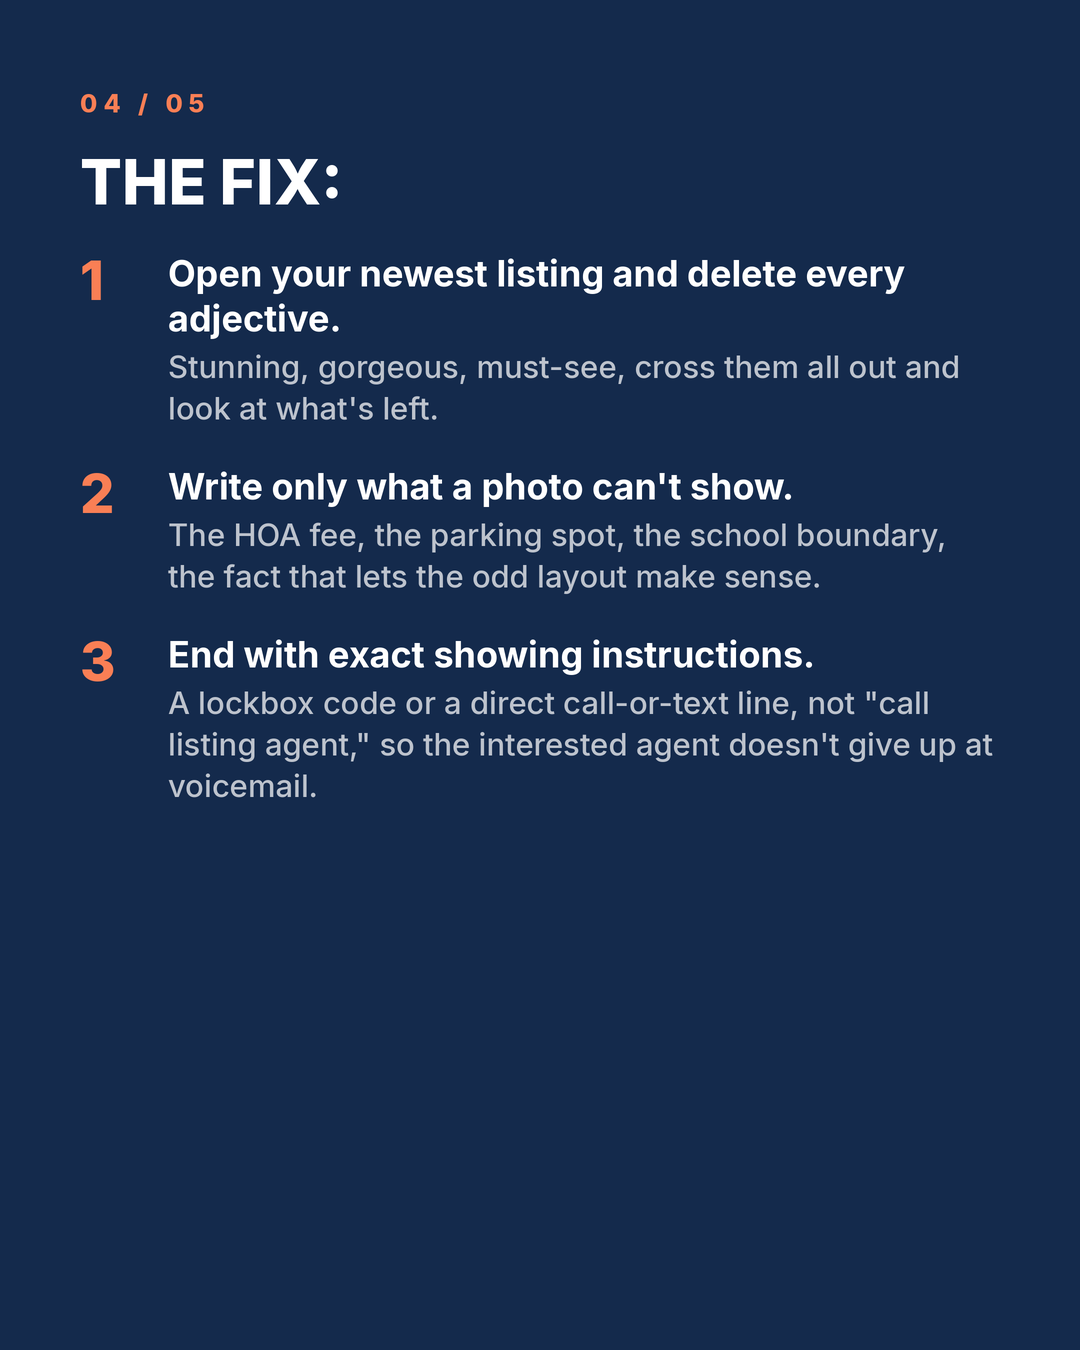 04 / 05
THE FIX:
1
Open your newest listing and delete every
adjective.
Stunning, gorgeous, must-see, cross them all out and
look at what's left.
2
Write only what a photo can't show.
The HOA fee, the parking spot, the school boundary,
the fact that lets the odd layout make sense.
3
End with exact showing instructions.
A lockbox code or a direct call-or-text line, not "call
listing agent," so the interested agent doesn't give up at
voicemail.